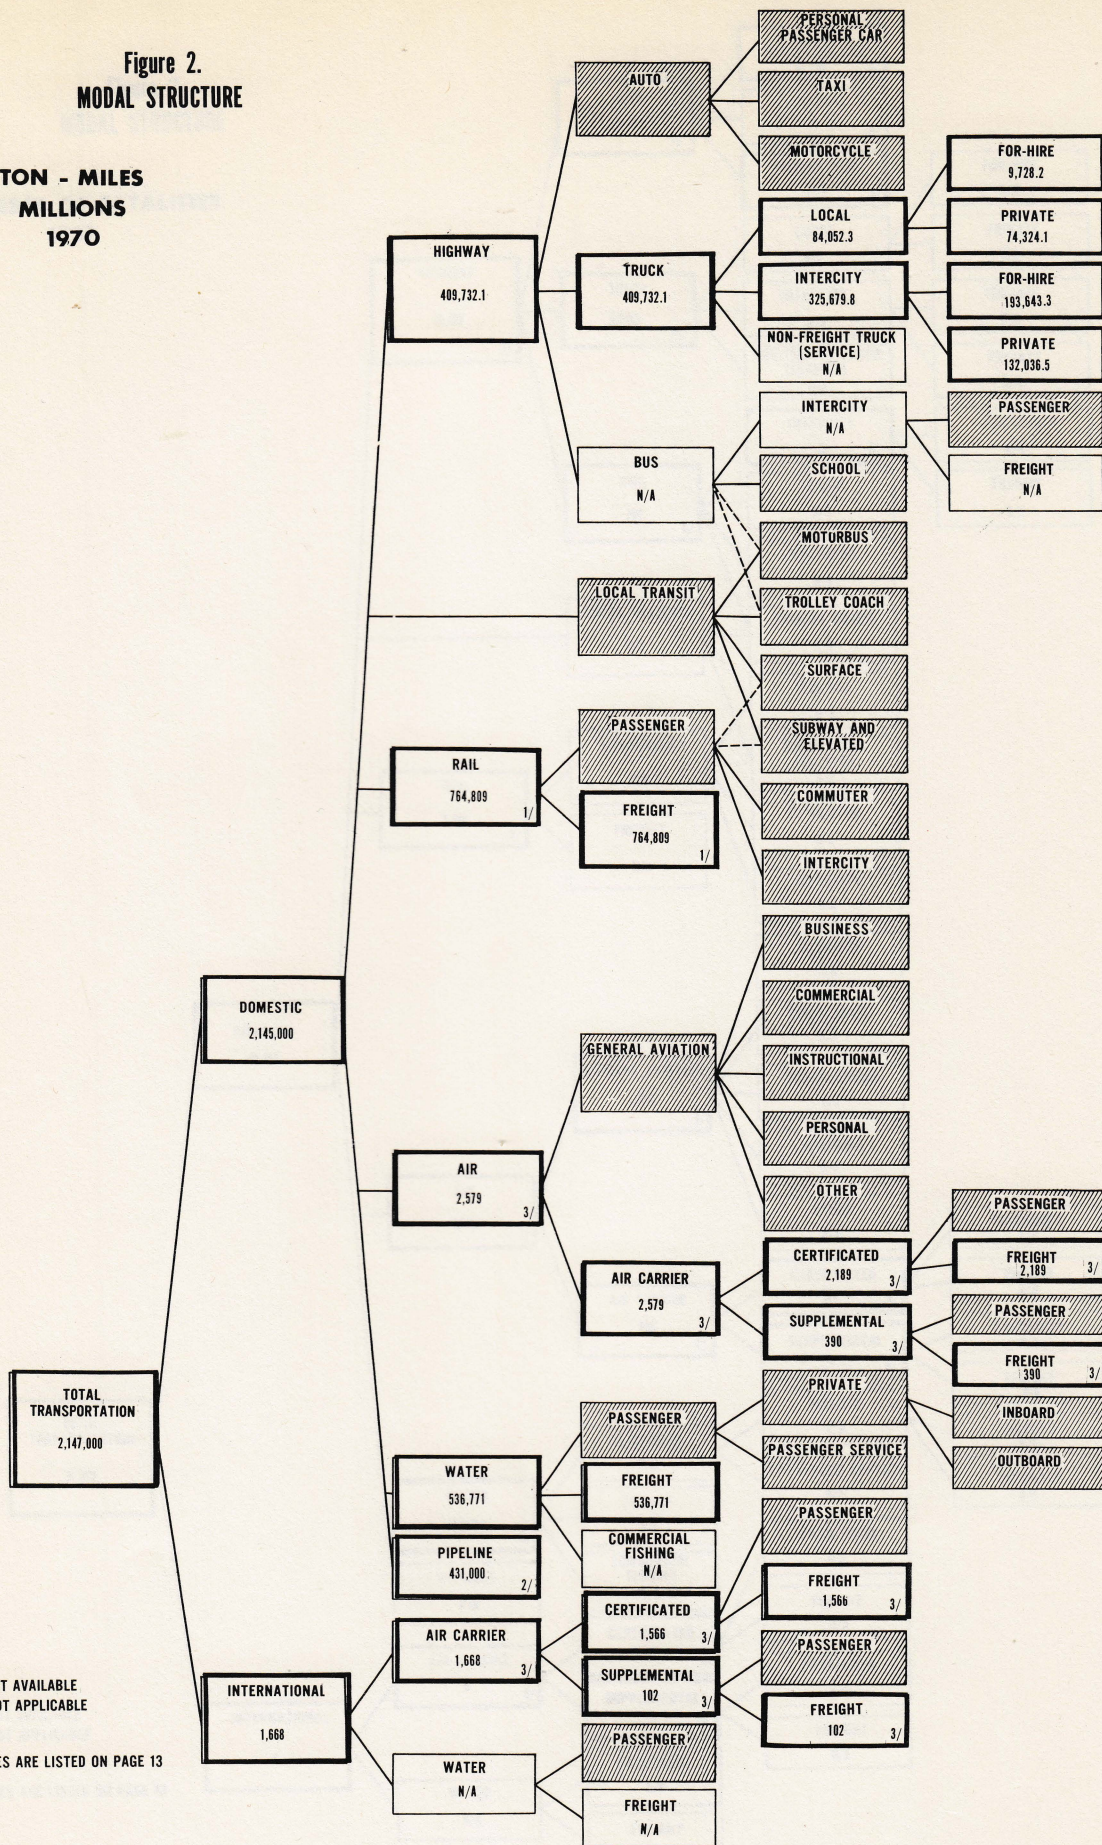 Figure 2.
MODAL STRUCTURE
TON - MILES
MILLIONS
1970
PERSONAL
PASSENGER CAR
AUTO
TAXI
MOTORCYCLE
FOR-HIRE
9,728.2
LOCAL
84,052.3
PRIVATE
74,324.1
HIGHWAY
409,732.1
TRUCK
409,732.1
INTERCITY
325,679.8
FOR-HIRE
193,643.3
NON-FREIGHT TRUCK
(SERVICE)
N/A
PRIVATE
132,036.5
INTERCITY
N/A
PASSENGER
BUS
N/A
SCHOOL
FREIGHT
N/A
MOTORBUS
LOCAL TRANSIT
TROLLEY COACH
SURFACE
PASSENGER
SUBWAY AND
ELEVATED
RAIL
764,809
1/
FREIGHT
764,809
1/
COMMUTER
INTERCITY
BUSINESS
DOMESTIC
2,145,000
COMMERCIAL
GENERAL AVIATION
INSTRUCTIONAL
PERSONAL
AIR
2,579
3/
OTHER
PASSENGER
CERTIFICATED
2,189
3/
FREIGHT
2,189
3/
AIR CARRIER
2,579
3/
SUPPLEMENTAL
390
3/
PASSENGER
FREIGHT
390
3/
TOTAL
TRANSPORTATION
2,147,000
PRIVATE
INBOARD
PASSENGER
PASSENGER SERVICE
OUTBOARD
WATER
536,771
FREIGHT
536,771
PASSENGER
PIPELINE
431,000
2/
COMMERCIAL
FISHING
N/A
FREIGHT
1,566
3/
AIR CARRIER
1,668
3/
CERTIFICATED
1,566
3/
PASSENGER
SUPPLEMENTAL
102
3/
INTERNATIONAL
1,668
FREIGHT
102
3/
PASSENGER
WATER
N/A
FREIGHT
N/A
T AVAILABLE
OT APPLICABLE
ES ARE LISTED ON PAGE 13